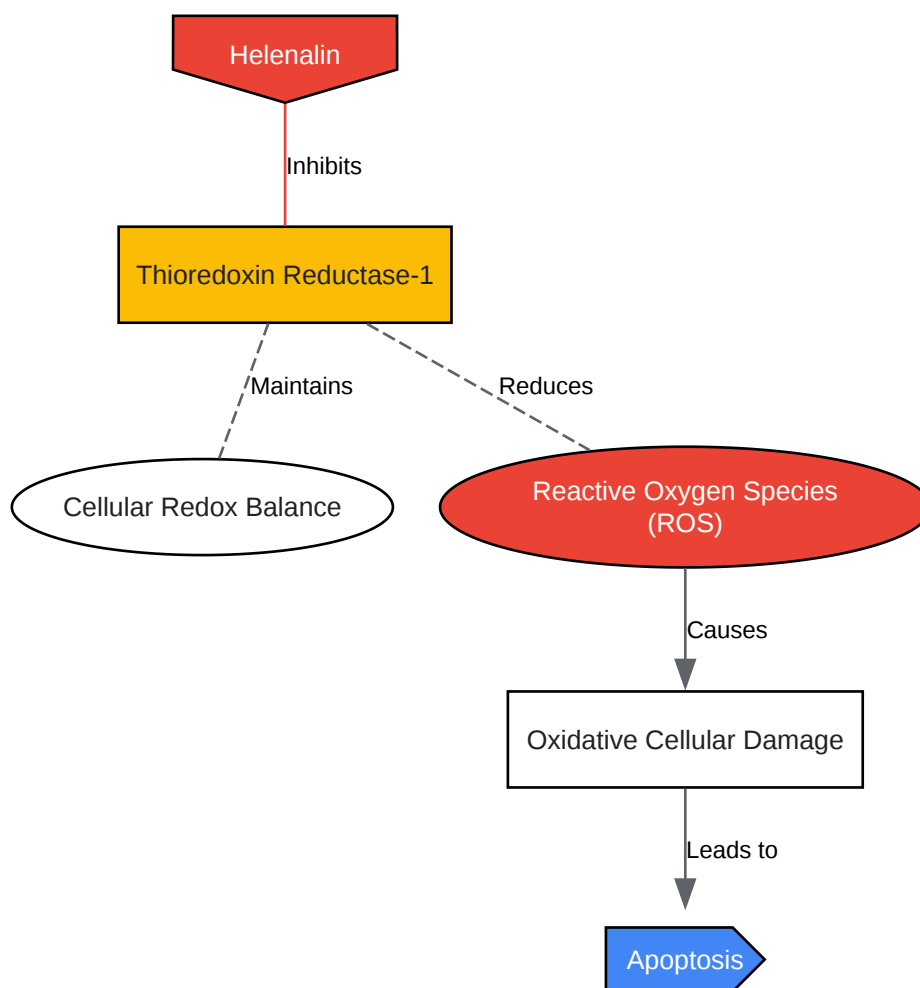 Helenalin
Inhibits
Thioredoxin Reductase-1
Maintains
Reduces
Cellular Redox Balance
Reactive Oxygen Species
(ROS)
Causes
Oxidative Cellular Damage
Leads to
Apoptosis